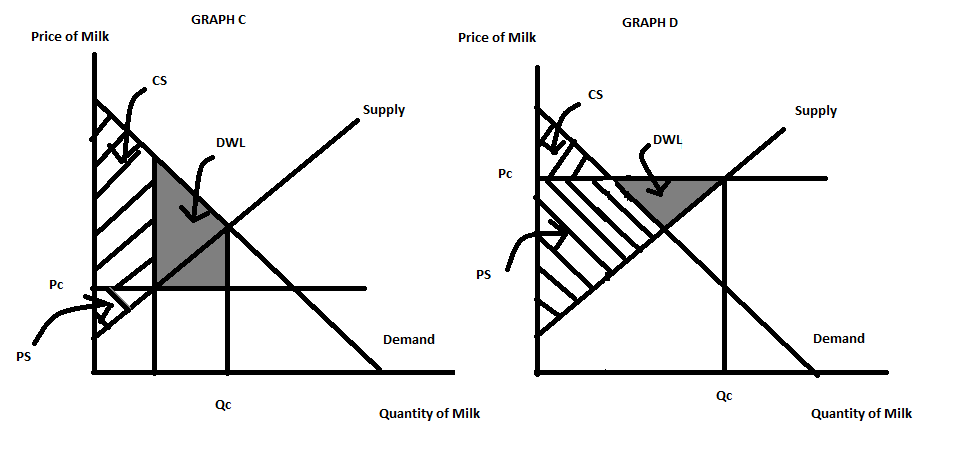 GRAPH C
Price of Milk
CS
Supply
DWL
Pc
PS
Demand
Qc
Quantity of Milk
GRAPH D
Price of Milk
CS
Supply
DWL
Pc
PS
Demand
Qc
Quantity of Milk